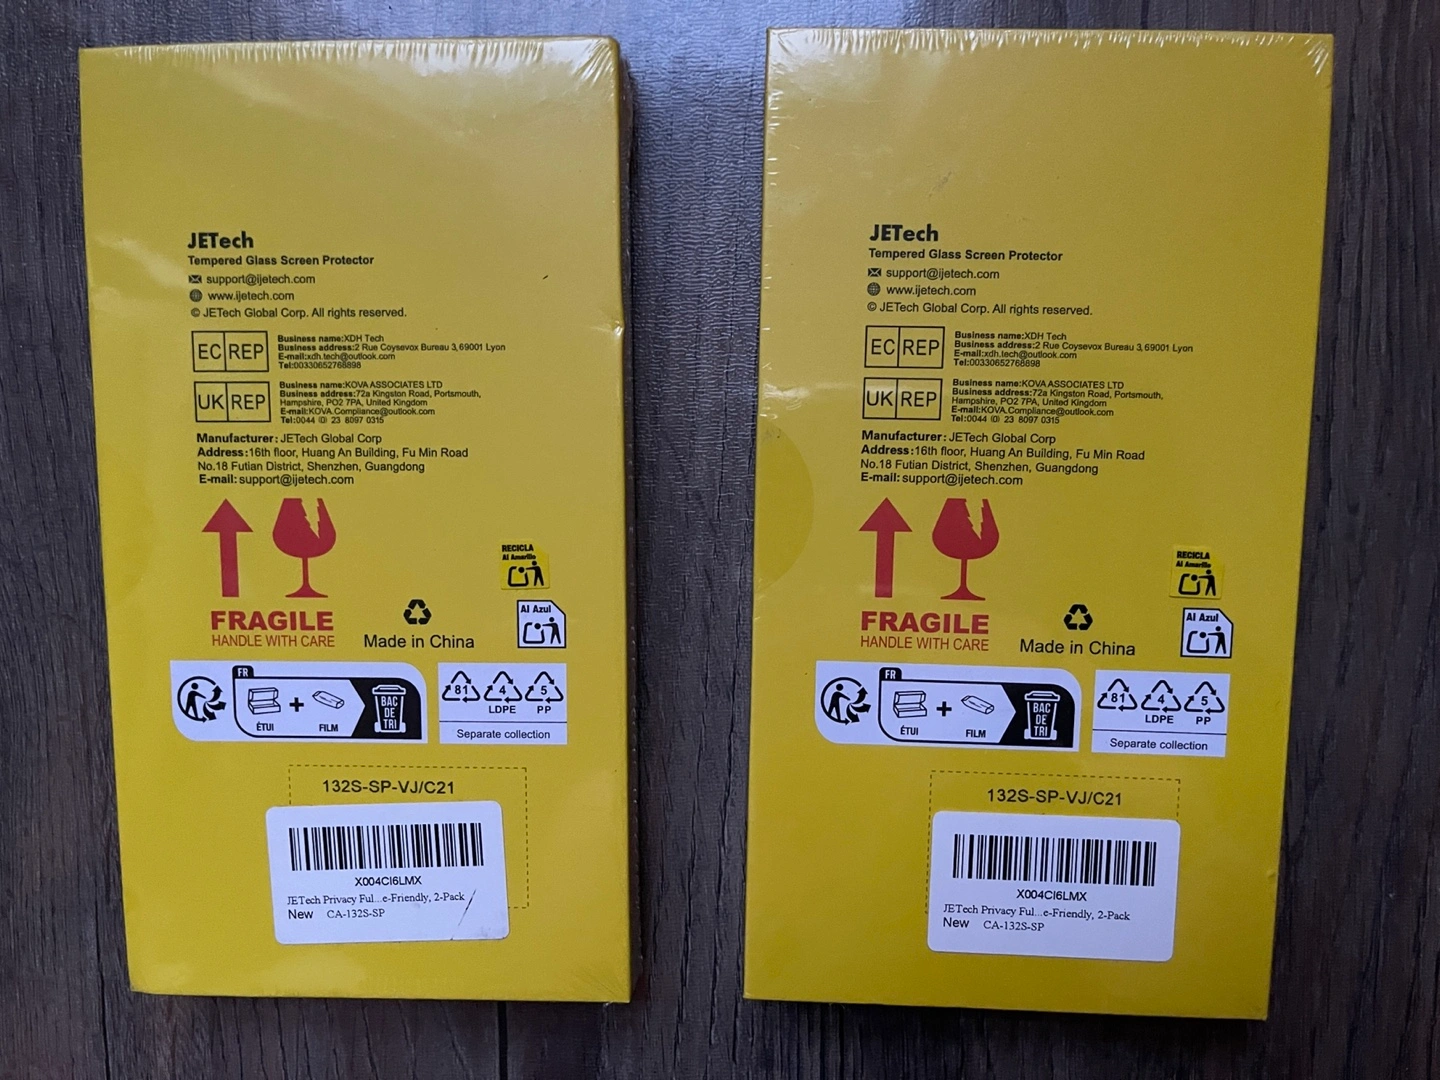 JETech
Tempered Glass Screen Protector
support@ijetech.com
www.ijetech.com
© JETech Global Corp. All rights reserved.
EC REP
Business name:XDH Tech
Business address:2 Rue Coysevox Bureau 3,69001 Lyon
E-mail:xdh.tech@outlook.com
Tel:00330652768898
UK REP
Business name:KOVA ASSOCIATES LTD
Business address:72a Kingston Road, Portsmouth,
Hampshire, PO2 7PA, United Kingdom
E-mail:KOVA.Compliance@outlook.com
Tel:0044 (0) 23 8097 0315
Manufacturer: JETech Global Corp
Address:16th floor, Huang An Building, Fu Min Road
No.18 Futian District, Shenzhen, Guangdong
E-mail: support@ijetech.com
RECICLA
Al Amarillo
Al Azul
FRAGILE
HANDLE WITH CARE
Made in China
FR
ÉTUI
+
FILM
BAC
DE
TRI
81
4
5
LDPE
PP
Separate collection
132S-SP-VJ/C21
X004CI6LMX
JETech Privacy Ful...e-Friendly, 2-Pack
New CA-132S-SP
JETech
Tempered Glass Screen Protector
support@ijetech.com
www.ijetech.com
© JETech Global Corp. All rights reserved.
EC REP
Business name:XDH Tech
Business address:2 Rue Coysevox Bureau 3,69001 Lyon
E-mail:xdh.tech@outlook.com
Tel:00330652768898
UK REP
Business name:KOVA ASSOCIATES LTD
Business address:72a Kingston Road, Portsmouth,
Hampshire, PO2 7PA, United Kingdom
E-mail:KOVA.Compliance@outlook.com
Tel:0044 (0) 23 8097 0315
Manufacturer: JETech Global Corp
Address:16th floor, Huang An Building, Fu Min Road
No.18 Futian District, Shenzhen, Guangdong
E-mail: support@ijetech.com
RECICLA
Al Amarillo
Al Azul
FRAGILE
HANDLE WITH CARE
Made in China
FR
ÉTUI
+
FILM
BAC
DE
TRI
81
4
5
LDPE
PP
Separate collection
132S-SP-VJ/C21
X004CI6LMX
JETech Privacy Ful...e-Friendly, 2-Pack
New CA-132S-SP